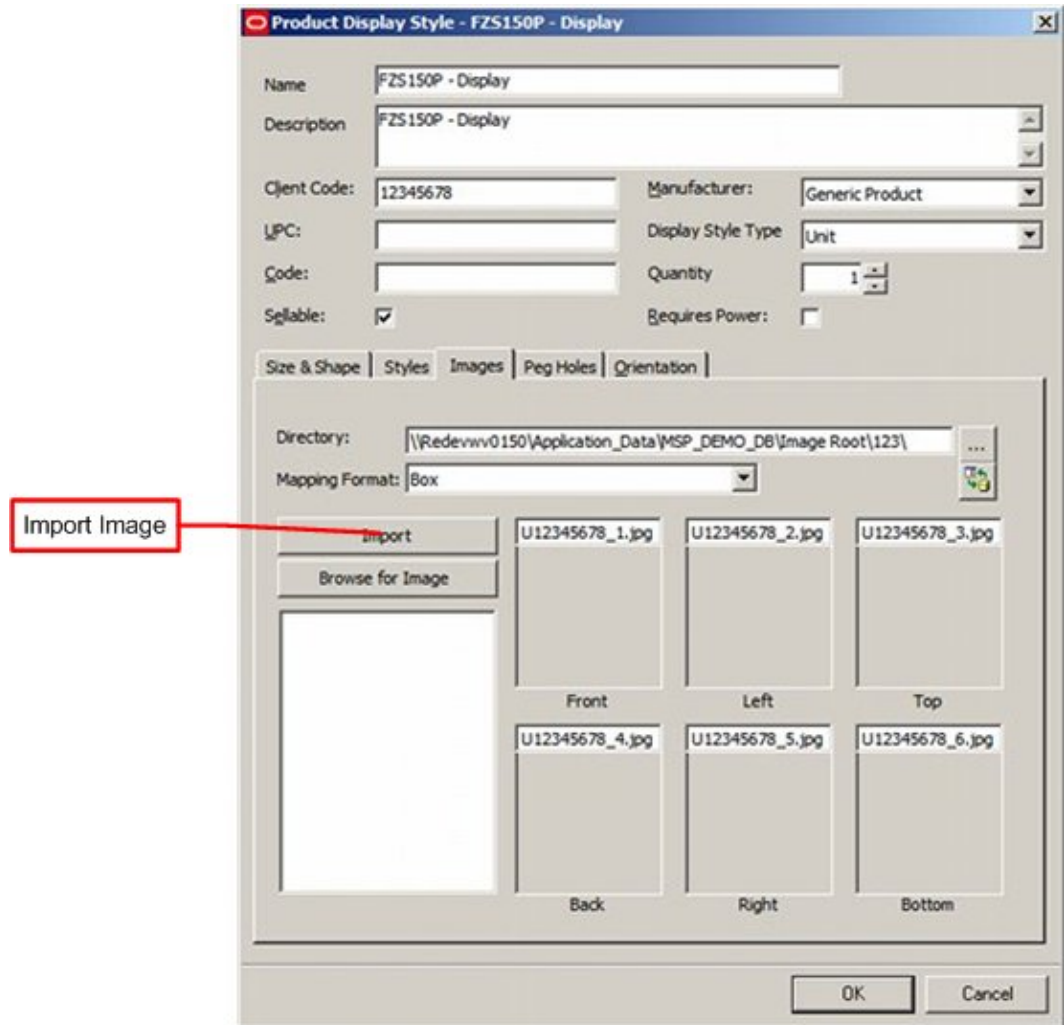 Product Display Style - FZS150P - Display
Name FZS150P - Display
Description FZS150P - Display
Client Code: 12345678 Manufacturer: Generic Product
UPC: Display Style Type Unit
Code: Quantity 1
Sellable: Requires Power:
Size & Shape Styles Images Peg Holes Orientation
Directory: \\Redevwv0150\Application_Data\MSP_DEMO_DB\Image Root\123\ ...
Mapping Format: Box
Import Image
Import U12345678_1.jpg U12345678_2.jpg U12345678_3.jpg
Browse for Image
Front Left Top
U12345678_4.jpg U12345678_5.jpg U12345678_6.jpg
Back Right Bottom
OK Cancel